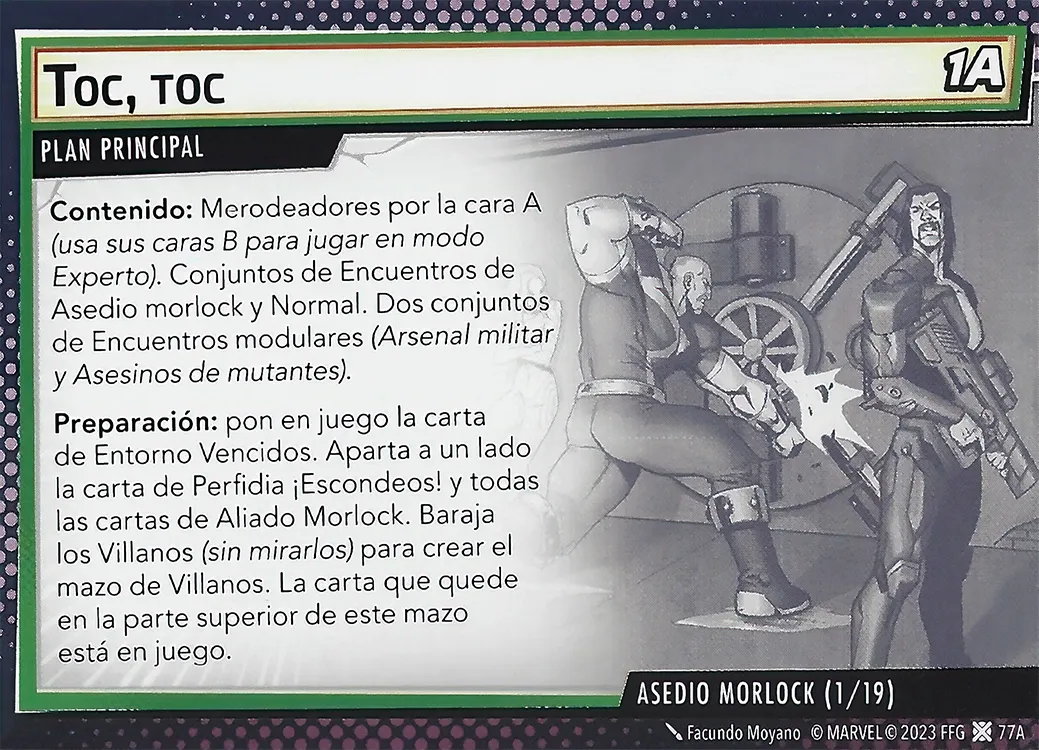 Toc, toc
1A
PLAN PRINCIPAL
Contenido: Merodeadores por la cara A
(usa sus caras B para jugar en modo
Experto). Conjuntos de Encuentros de
Asedio morlock y Normal. Dos conjuntos
de Encuentros modulares (Arsenal militar
y Asesinos de mutantes).
Preparación: pon en juego la carta
de Entorno Vencidos. Aparta a un lado
la carta de Perfidia ¡Escondeos! y todas
las cartas de Aliado Morlock. Baraja
los Villanos (sin mirarlos) para crear el
mazo de Villanos. La carta que quede
en la parte superior de este mazo
está en juego.
ASEDIO MORLOCK (1/19)
Facundo Moyano © MARVEL © 2023 FFG 77A